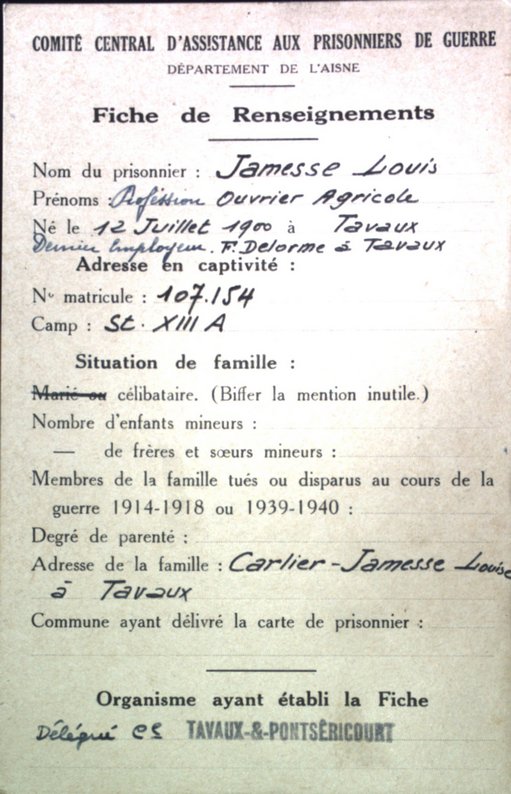 COMITÉ CENTRAL D'ASSISTANCE AUX PRISONNIERS DE GUERRE
DÉPARTEMENT DE L'AISNE
Fiche de Renseignements
Nom du prisonnier : Jamesse Louis
Prénoms : Proféssion Ouvrier Agricole
Né le 12 Juillet 1900 à Tavaux
Dernier Employeur. F. Delorme à Tavaux
Adresse en captivité :
N° matricule : 107.154
Camp : St. XIII A
Situation de famille :
Marié ou célibataire. (Biffer la mention inutile.)
Nombre d'enfants mineurs :
— de frères et sœurs mineurs :
Membres de la famille tués ou disparus au cours de la
guerre 1914-1918 ou 1939-1940 :
Degré de parenté :
Adresse de la famille : Carlier-Jamesse Louise
à Tavaux
Commune ayant délivré la carte de prisonnier :
Organisme ayant établi la Fiche
Délégué TAVAUX-&-PONTSÉRICOURT